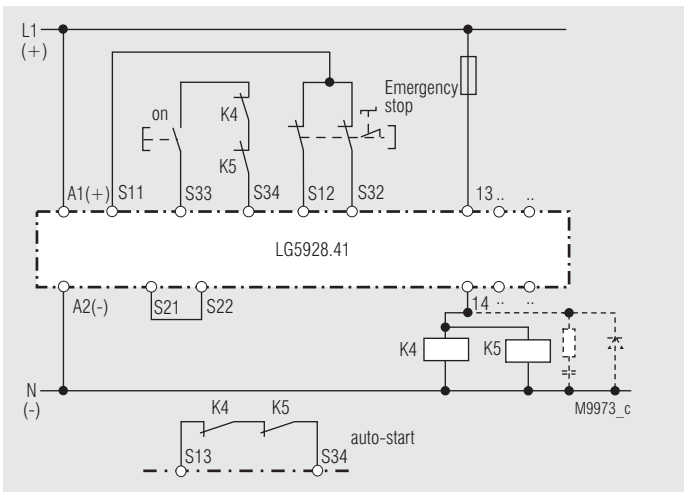 L1
(+)
Emergency
stop
on
K4
K5
A1(+) S11 S33 S34 S12 S32 13 .. ..
LG5928.41
A2(-) S21 S22 14 .. ..
K4 K5
N
(-)
M9973_c
K4 K5
auto-start
S13 S34